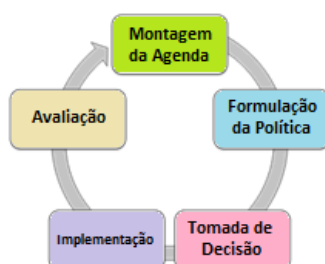 Montagem
da Agenda
Formulação
da Política
Tomada de
Decisão
Implementação
Avaliação